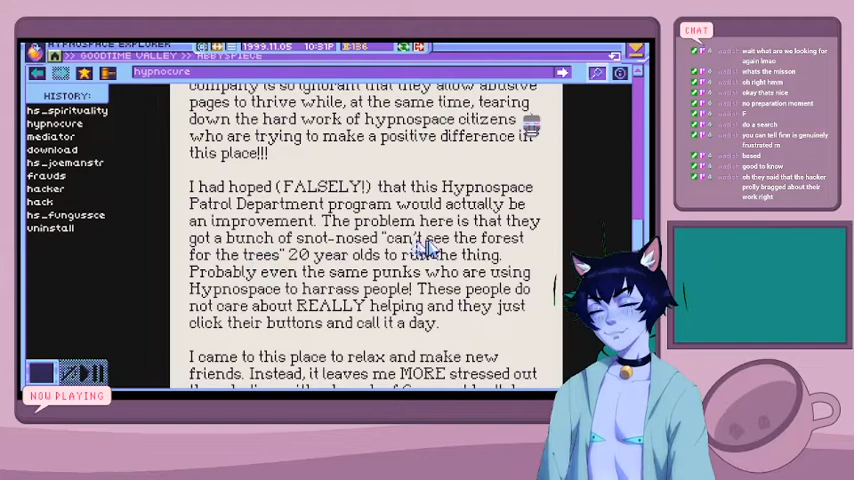 HYPNOSPACE EXPLORER
1999.11.05 10:31P
136
>> GOODTIME VALLEY >> ABBYSPIECE
hypnocure
HISTORY:
hs_spirituality
hypnocure
mediator
download
hs_joemanstr
frauds
hacker
hack
hs_fungussce
uninstall
company is so ignorant that they allow abusive
pages to thrive while, at the same time, tearing
down the hard work of hypnospace citizens
who are trying to make a positive difference in
this place!!!
I had hoped (FALSELY!) that this Hypnospace
Patrol Department program would actually be
an improvement. The problem here is that they
got a bunch of snot-nosed "can't see the forest
for the trees" 20 year olds to run the thing.
Probably even the same punks who are using
Hypnospace to harrass people! These people do
not care about REALLY helping and they just
click their buttons and call it a day.
I came to this place to relax and make new
friends. Instead, it leaves me MORE stressed out
NOW PLAYING
CHAT
wait what are we looking for
again lmao
whats the misson
oh right hmm
okay thats nice
no preparation moment
F
do a search
you can tell firm is genuinely
frustrated rn
based
good to know
oh they said that the hacker
prolly bragged about their
work right